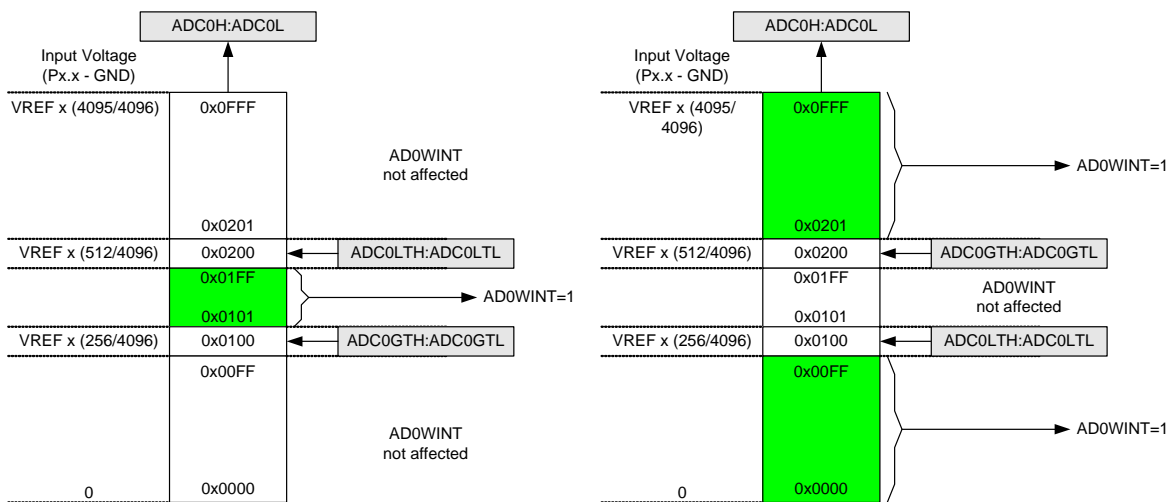 ADC0H:ADC0L
Input Voltage
(Px.x - GND)
VREF x (4095/4096)
0x0FFF
AD0WINT
not affected
0x0201
VREF x (512/4096)
0x0200
ADC0LTH:ADC0LTL
0x01FF
AD0WINT=1
0x0101
VREF x (256/4096)
0x0100
ADC0GTH:ADC0GTL
0x00FF
AD0WINT
not affected
0
0x0000
ADC0H:ADC0L
Input Voltage
(Px.x - GND)
VREF x (4095/
4096)
0x0FFF
AD0WINT=1
0x0201
VREF x (512/4096)
0x0200
ADC0GTH:ADC0GTL
0x01FF
AD0WINT
not affected
0x0101
VREF x (256/4096)
0x0100
ADC0LTH:ADC0LTL
0x00FF
AD0WINT=1
0
0x0000